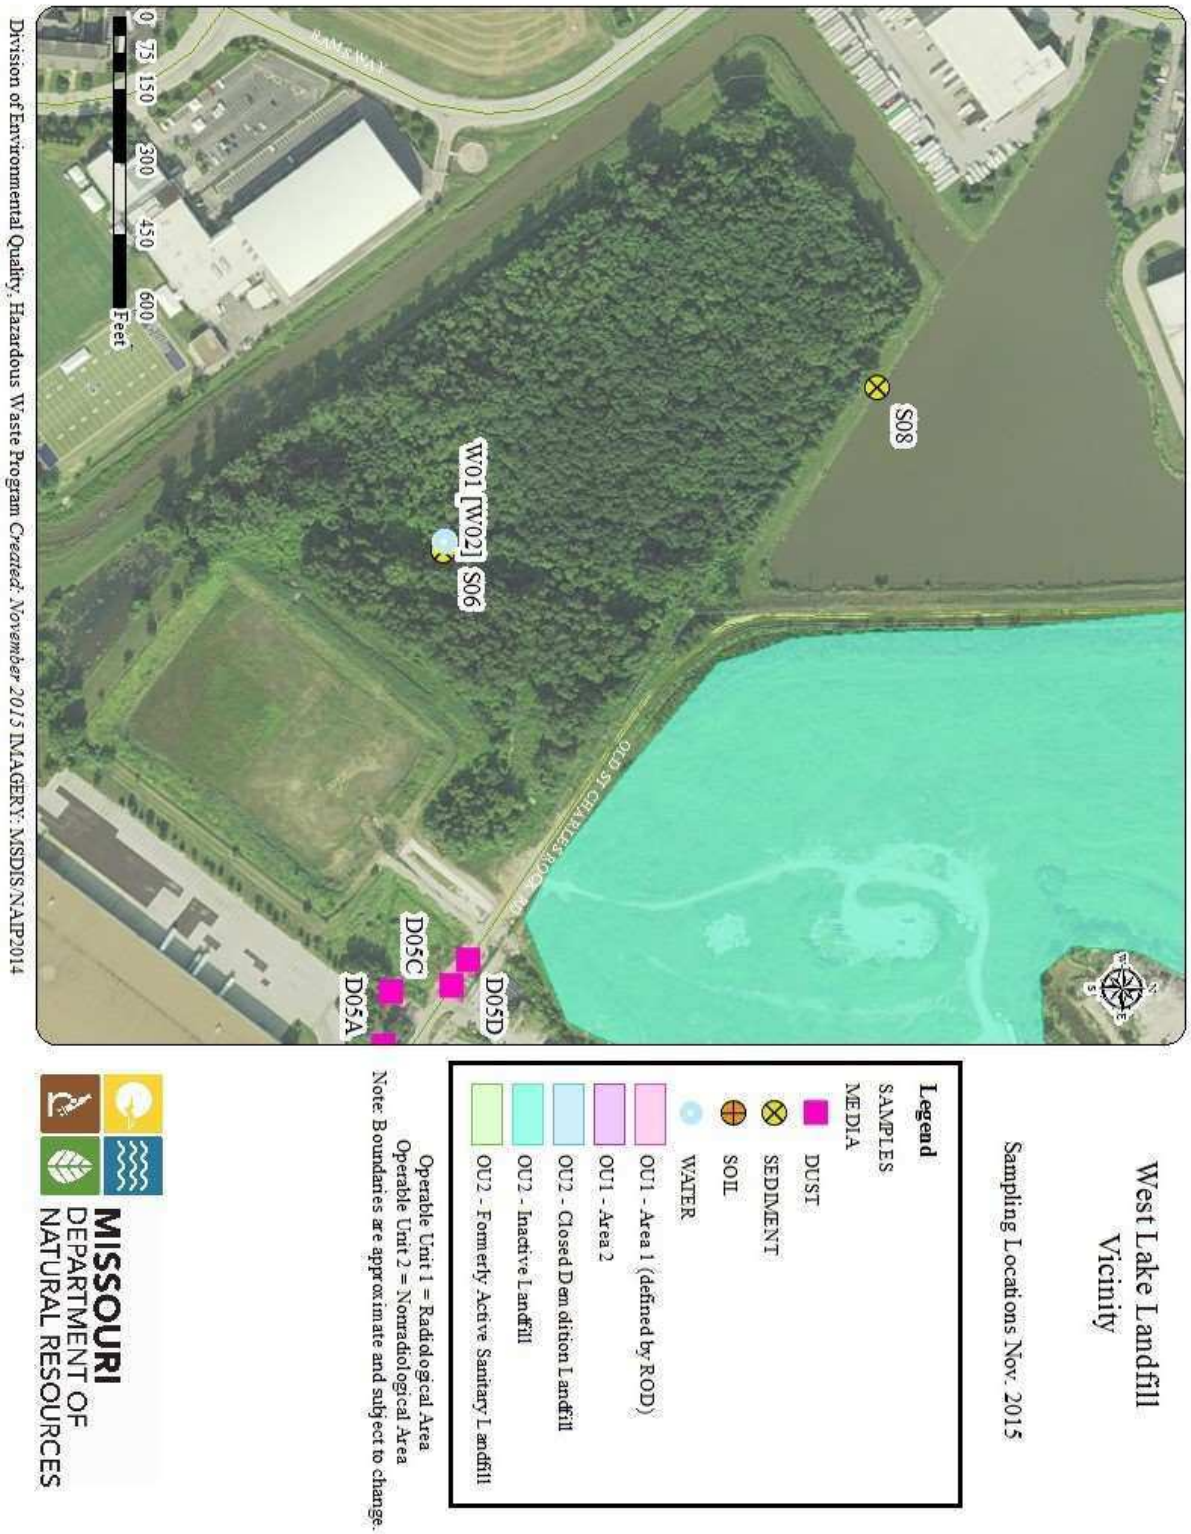 West Lake Landfill
Vicinity
Sampling Locations Nov. 2015
Legend
SAMPLES
MEDIA
DUST
SEDIMENT
SOIL
WATER
OU1 - Area 1 (defined by ROD)
OU1 - Area 2
OU2 - Closed Demolition Landfill
OU2 - Inactive Landfill
OU2 - Formerly Active Sanitary Landfill
Operable Unit 1 = Radiological Area
Operable Unit 2 = Nonradiological Area
Note: Boundaries are approximate and subject to change.
MISSOURI
DEPARTMENT OF
NATURAL RESOURCES
N
W
E
S
S08
W01 [W02]
S06
OLD ST CHARLES ROCK RD
D05D
D05C
D05A
RAMS WAY
0 75 150 300 450 600
Feet
Division of Environmental Quality, Hazardous Waste Program Created: November 2015 IMAGERY: MSDIS/NAIP2014